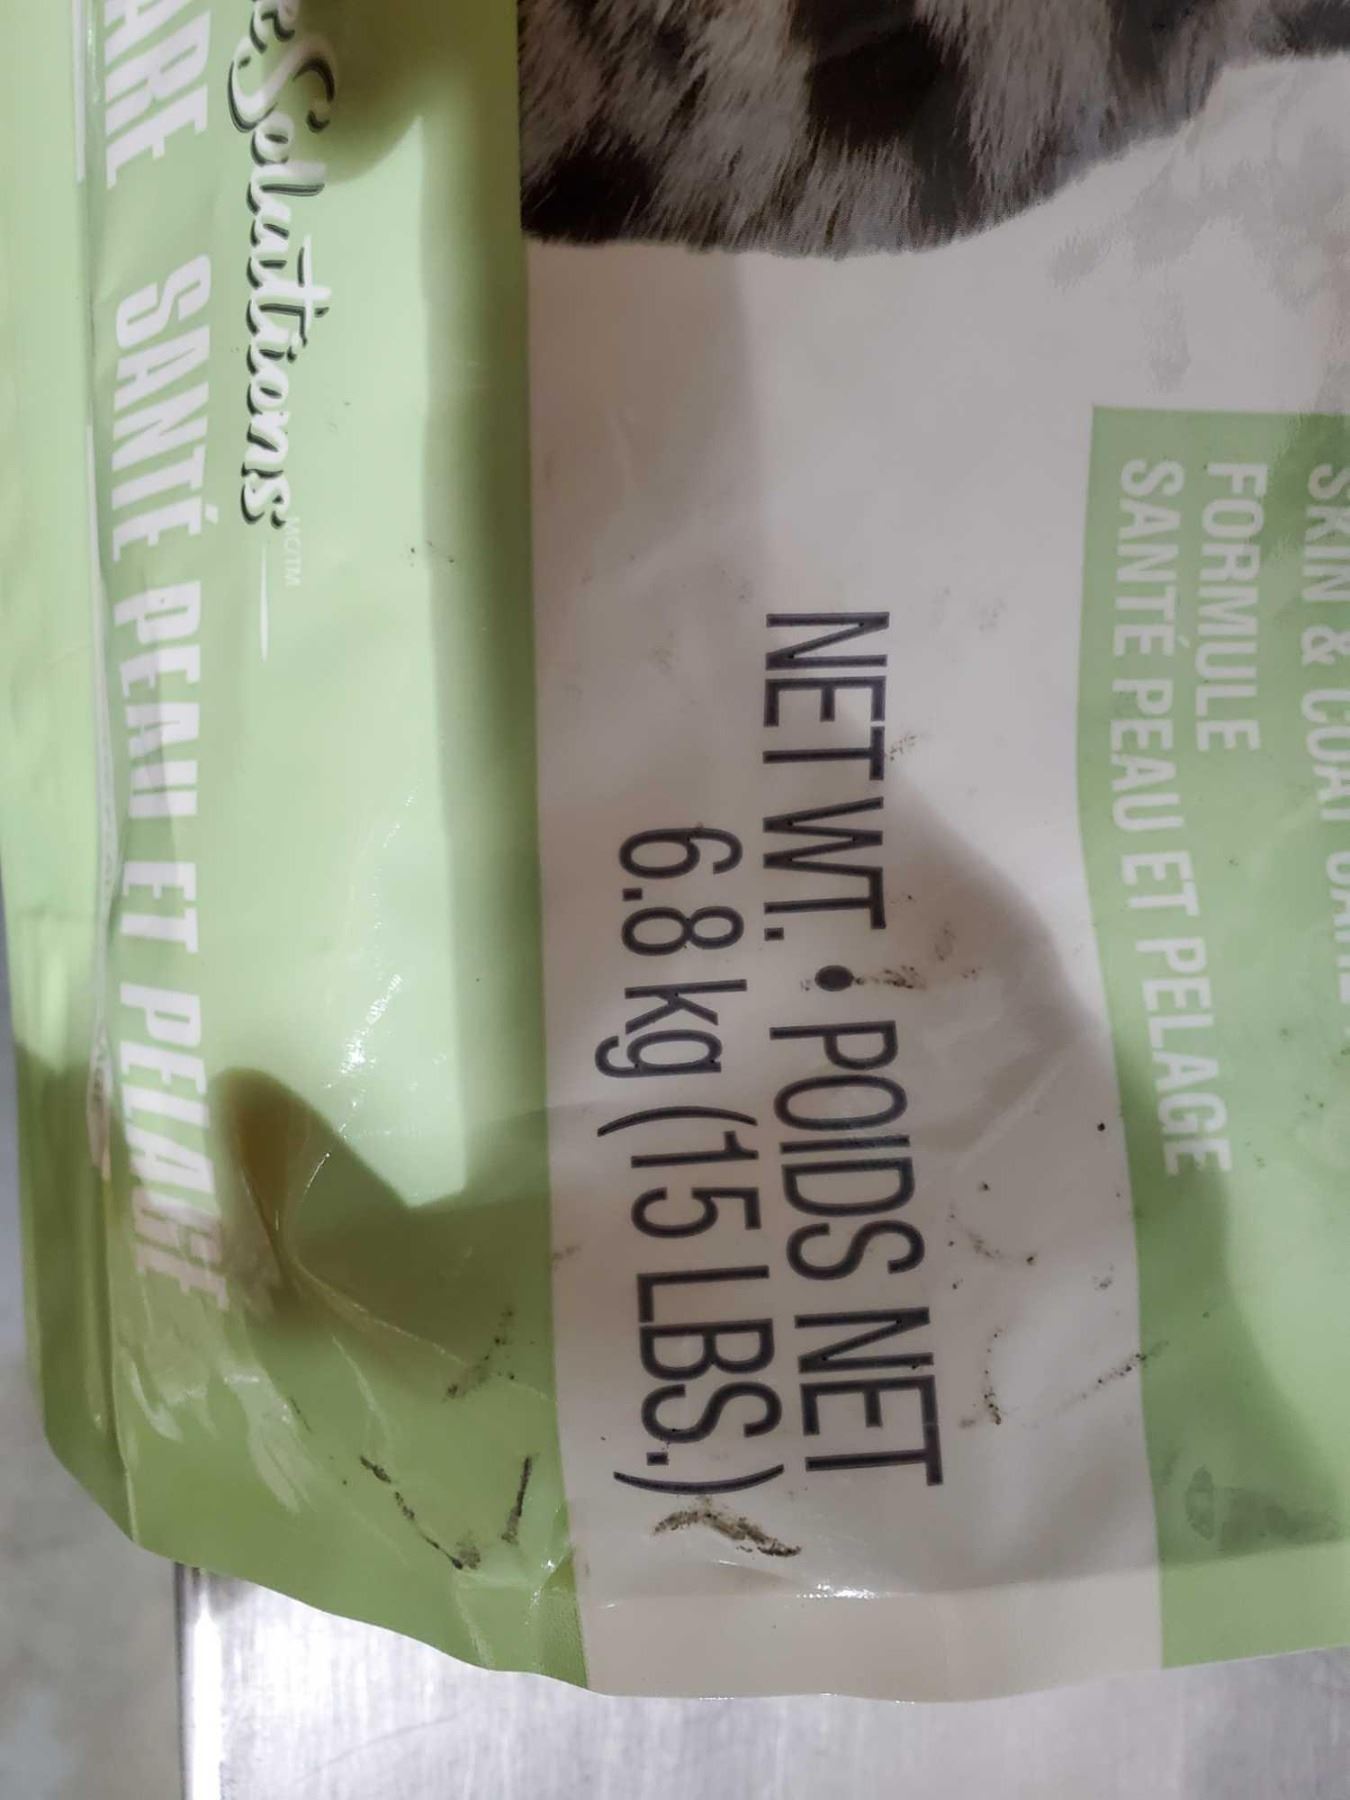 SKIN & COAT
FORMULE
SANTÉ PEAU ET PELAGE
NET WT. • POIDS NET
6.8 kg (15 LBS.)
Solutions
SANTÉ PEAU ET PELAGE